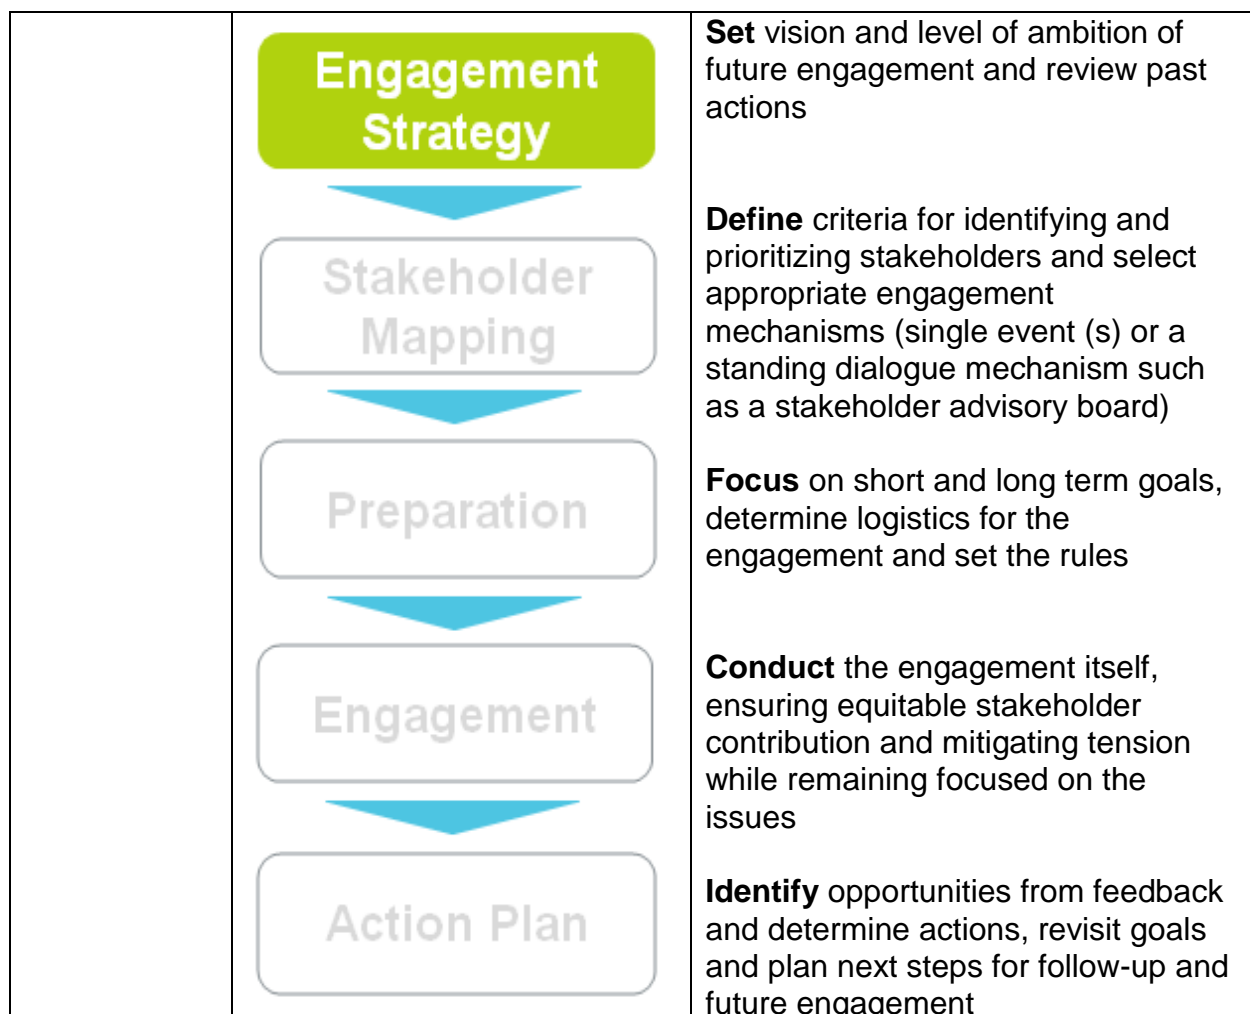 Engagement
Strategy
Set vision and level of ambition of
future engagement and review past
actions
Stakeholder
Mapping
Define criteria for identifying and
prioritizing stakeholders and select
appropriate engagement
mechanisms (single event (s) or a
standing dialogue mechanism such
as a stakeholder advisory board)
Preparation
Focus on short and long term goals,
determine logistics for the
engagement and set the rules
Engagement
Conduct the engagement itself,
ensuring equitable stakeholder
contribution and mitigating tension
while remaining focused on the
issues
Action Plan
Identify opportunities from feedback
and determine actions, revisit goals
and plan next steps for follow-up and
future engagement